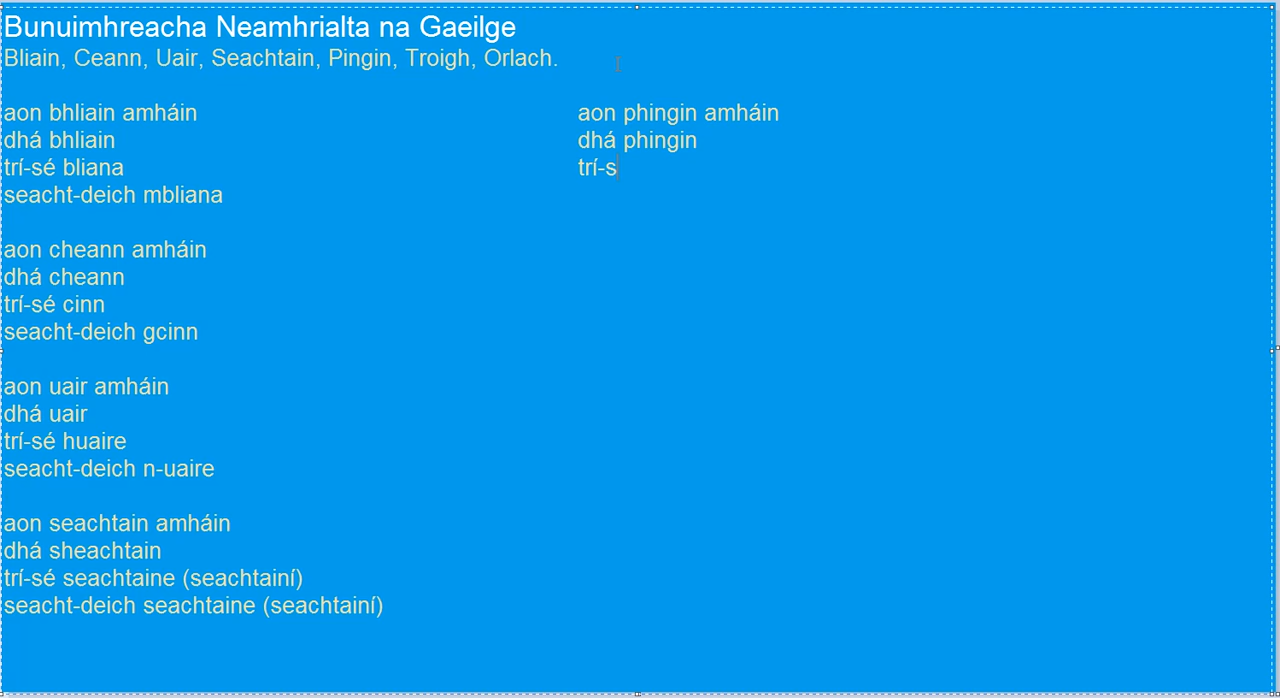 Bunuimhreacha Neamhrialta na Gaeilge
Bliain, Ceann, Uair, Seachtain, Pingin, Troigh, Orlach.
aon bhliain amháin
dhá bhliain
trí-sé bliana
seacht-deich mbliana
aon cheann amháin
dhá cheann
trí-sé cinn
seacht-deich gcinn
aon uair amháin
dhá uair
trí-sé huaire
seacht-deich n-uaire
aon seachtain amháin
dhá sheachtain
trí-sé seachtaine (seachtainí)
seacht-deich seachtaine (seachtainí)
aon phingin amháin
dhá phingin
trí-s